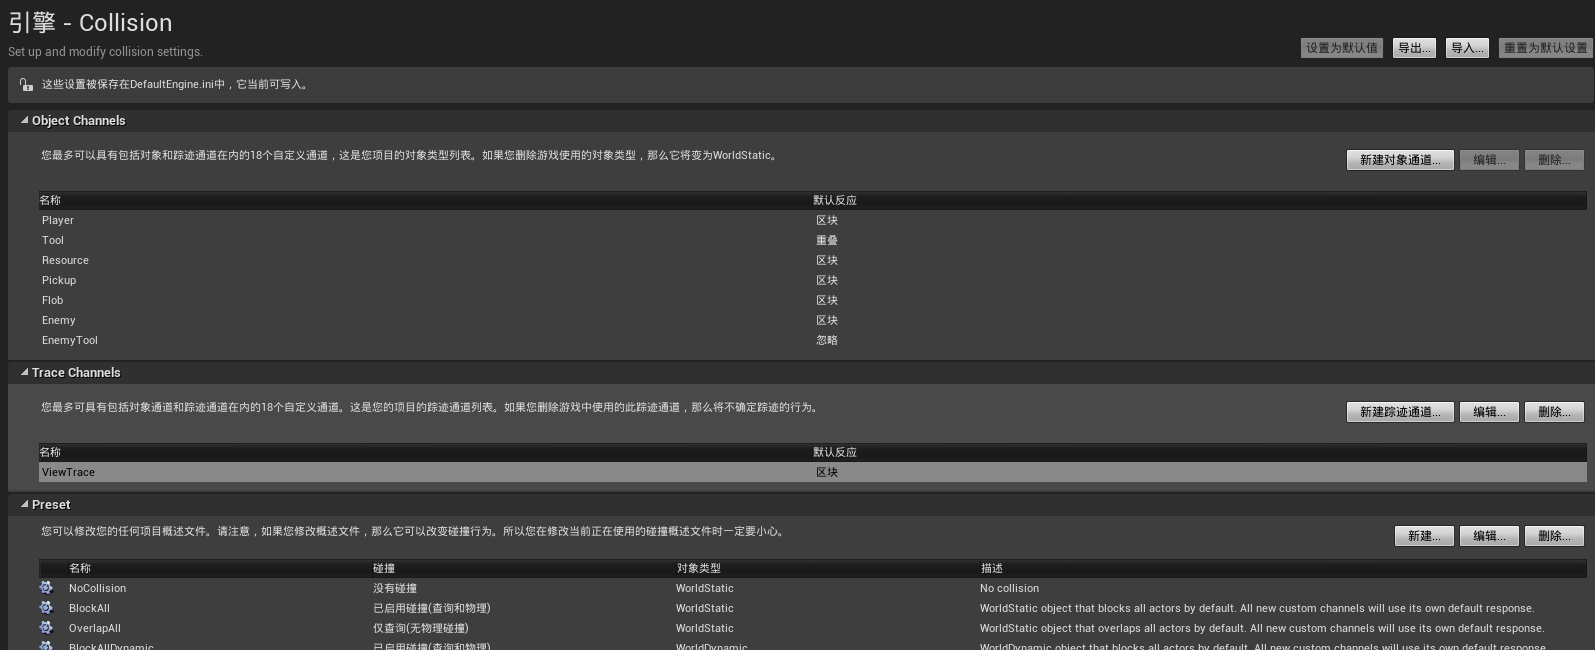 引擎 - Collision
Set up and modify collision settings.
设置为默认值 导出... 导入... 重置为默认设置
这些设置被保存在DefaultEngine.ini中，它当前可写入。
Object Channels
您最多可以具有包括对象和踪迹通道在内的18个自定义通道，这是您项目的对象类型列表。如果您删除游戏使用的对象类型，那么它将变为WorldStatic。
新建对象通道... 编辑... 删除...
名称 默认反应
Player 区块
Tool 重叠
Resource 区块
Pickup 区块
Flob 区块
Enemy 区块
EnemyTool 忽略
Trace Channels
您最多可具有包括对象通道和踪迹通道在内的18个自定义通道。这是您的项目的踪迹通道列表。如果您删除游戏中使用的此踪迹通道，那么将不确定踪迹的行为。
新建踪迹通道... 编辑... 删除...
名称 默认反应
ViewTrace 区块
Preset
您可以修改您的任何项目概述文件。请注意，如果您修改概述文件，那么它可以改变碰撞行为。所以您在修改当前正在使用的碰撞概述文件时一定要小心。
新建... 编辑... 删除...
名称 碰撞 对象类型 描述
NoCollision 没有碰撞 WorldStatic No collision
BlockAll 已启用碰撞(查询和物理) WorldStatic WorldStatic object that blocks all actors by default. All new custom channels will use its own default response.
OverlapAll 仅查询(无物理碰撞) WorldStatic WorldStatic object that overlaps all actors by default. All new custom channels will use its own default response.
BlockAllDynamic 已启用碰撞(查询和物理) WorldDynamic WorldDynamic object that blocks all actors by default. All new custom channels will use its own default response.